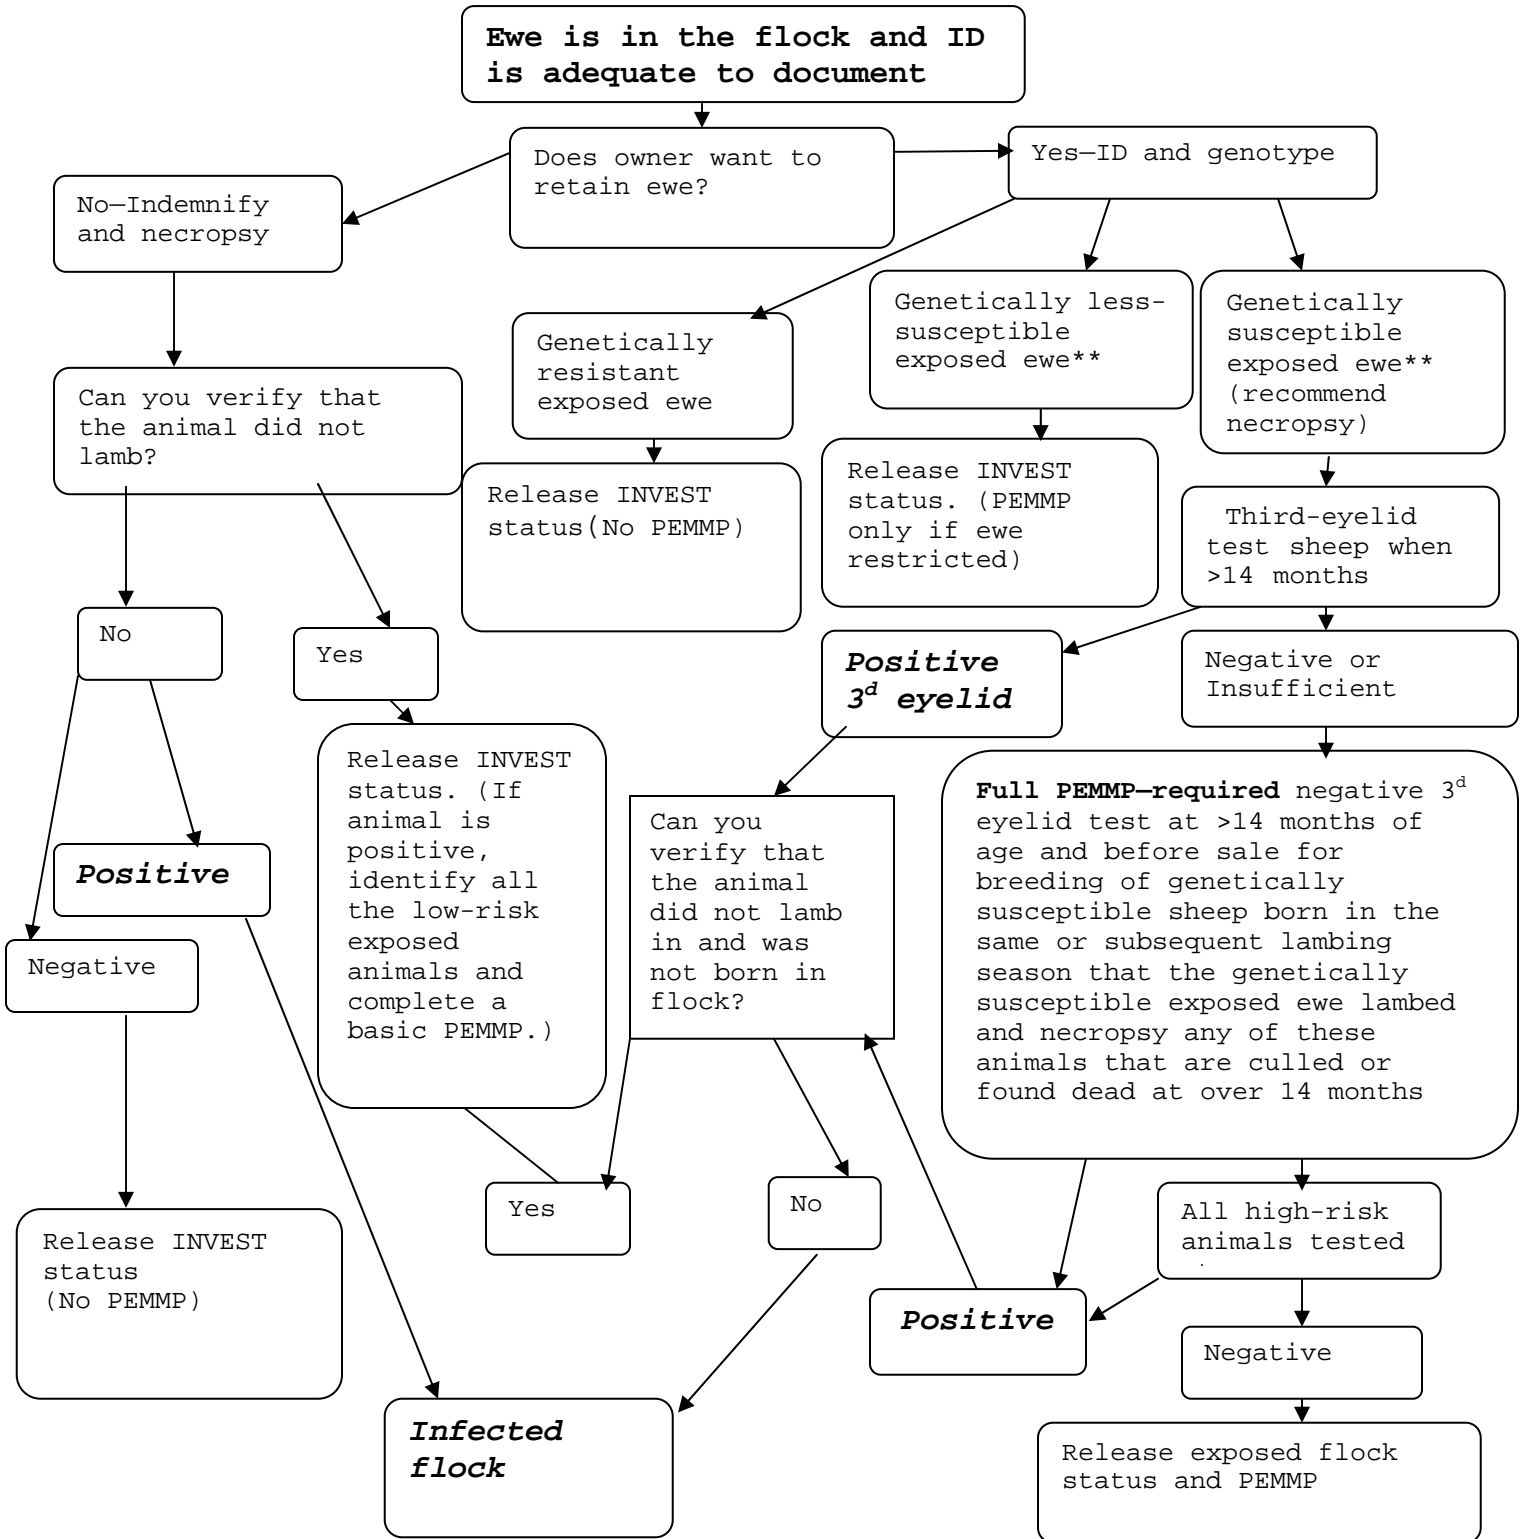 Ewe is in the flock and ID
is adequate to document
Does owner want to
retain ewe?
Yes—ID and genotype
No—Indemnify
and necropsy
Genetically
resistant
exposed ewe
Genetically less-
susceptible
exposed ewe**
Genetically
susceptible
exposed ewe**
(recommend
necropsy)
Can you verify that
the animal did not
lamb?
Release INVEST
status(No PEMMP)
Release INVEST
status. (PEMMP
only if ewe
restricted)
Third-eyelid
test sheep when
>14 months
No
Yes
Positive
3d eyelid
Negative or
Insufficient
Release INVEST
status. (If
animal is
positive,
identify all
the low-risk
exposed
animals and
complete a
basic PEMMP.)
Can you
verify that
the animal
did not lamb
in and was
not born in
flock?
Full PEMMP—required negative 3d
eyelid test at >14 months of
age and before sale for
breeding of genetically
susceptible sheep born in the
same or subsequent lambing
season that the genetically
susceptible exposed ewe lambed
and necropsy any of these
animals that are culled or
found dead at over 14 months
Positive
Negative
Yes
No
All high-risk
animals tested
Release INVEST
status
(No PEMMP)
Positive
Negative
Infected
flock
Release exposed flock
status and PEMMP